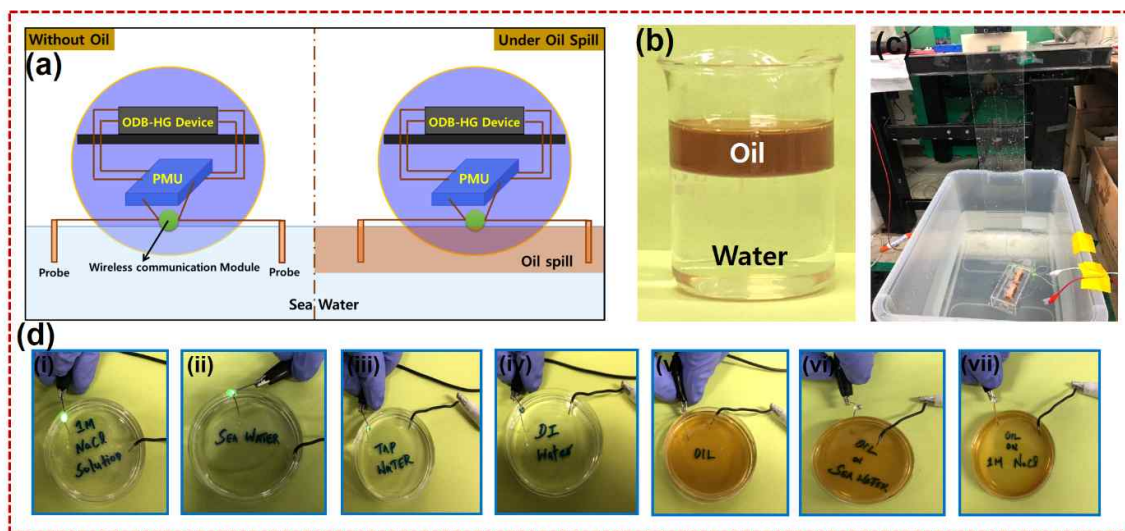 (a)
Without Oil
Under Oil Spill
ODB-HG Device
ODB-HG Device
PMU
PMU
Probe
Wireless communication Module
Probe
Oil spill
Sea Water
(b)
Oil
Water
(c)
(d)
(i)
1M
NaCl
Solution
(ii)
SEA WATER
(iii)
TAP
WATER
(iv)
DI
Water
(v)
OIL
(vi)
OIL
on
SEA WATER
(vii)
OIL
on
1M NaCl